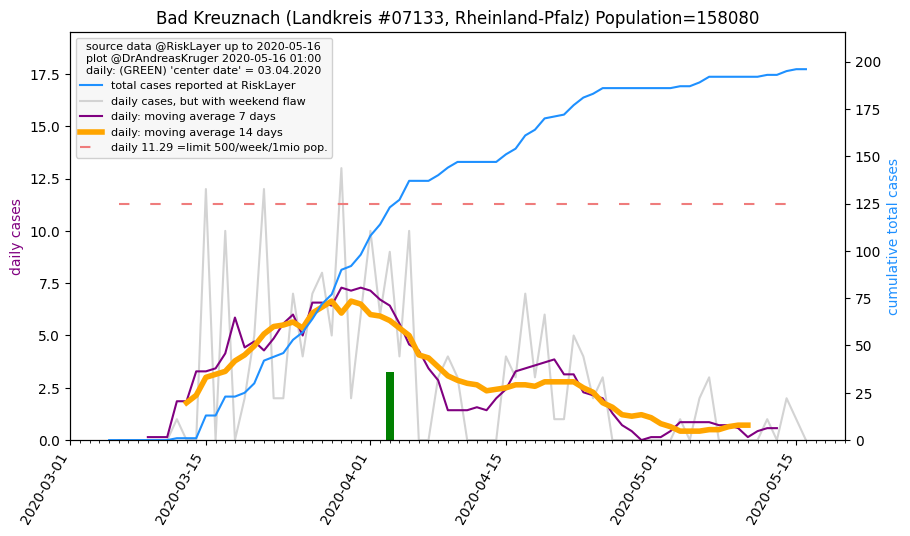 Bad Kreuznach (Landkreis #07133, Rheinland-Pfalz) Population=158080
source data @RiskLayer up to 2020-05-16
plot @DrAndreasKruger 2020-05-16 01:00
daily: (GREEN) 'center date' = 03.04.2020
total cases reported at RiskLayer
daily cases, but with weekend flaw
daily: moving average 7 days
daily: moving average 14 days
daily 11.29 =limit 500/week/1mio pop.
daily cases
17.5
15.0
12.5
10.0
7.5
5.0
2.5
0.0
cumulative total cases
200
175
150
125
100
75
50
25
0
2020-03-01
2020-03-15
2020-04-01
2020-04-15
2020-05-01
2020-05-15